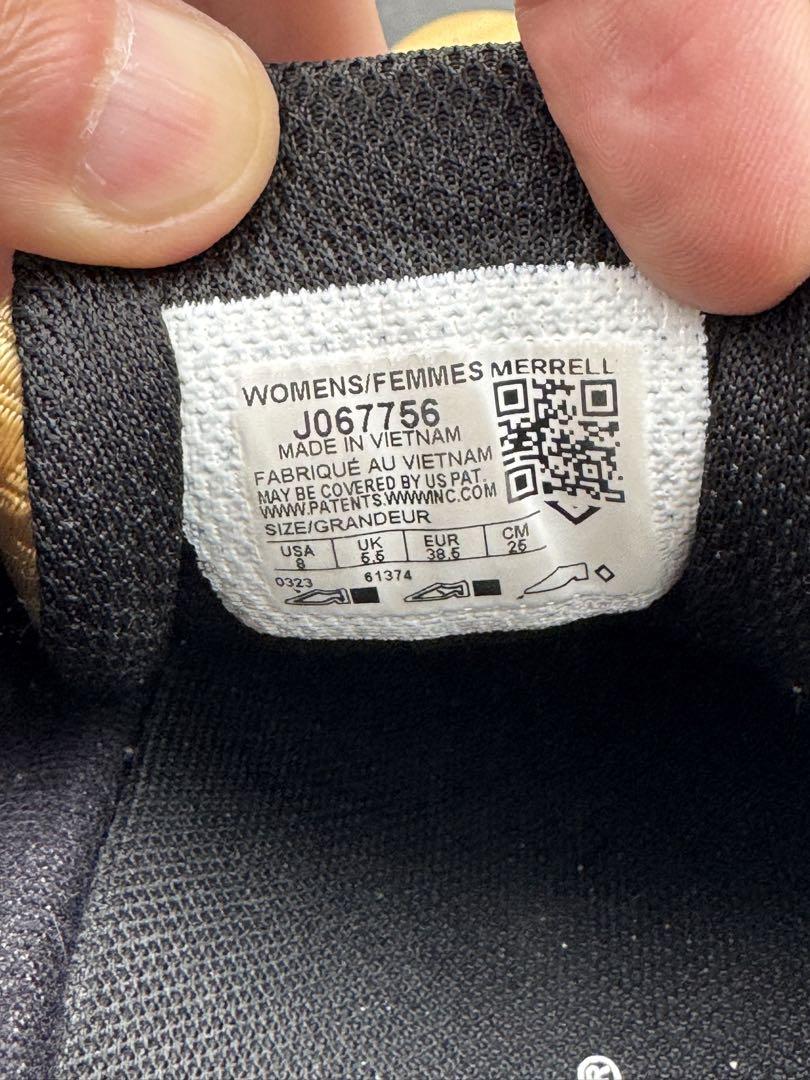 WOMENS/FEMMES MERRELL
J067756
MADE IN VIETNAM
FABRIQUÉ AU VIETNAM
MAY BE COVERED BY US PAT.
WWW.PATENTS.WWWINC.COM
SIZE/GRANDEUR
USA UK EUR CM
8 5.5 38.5 25
0323 61374
®